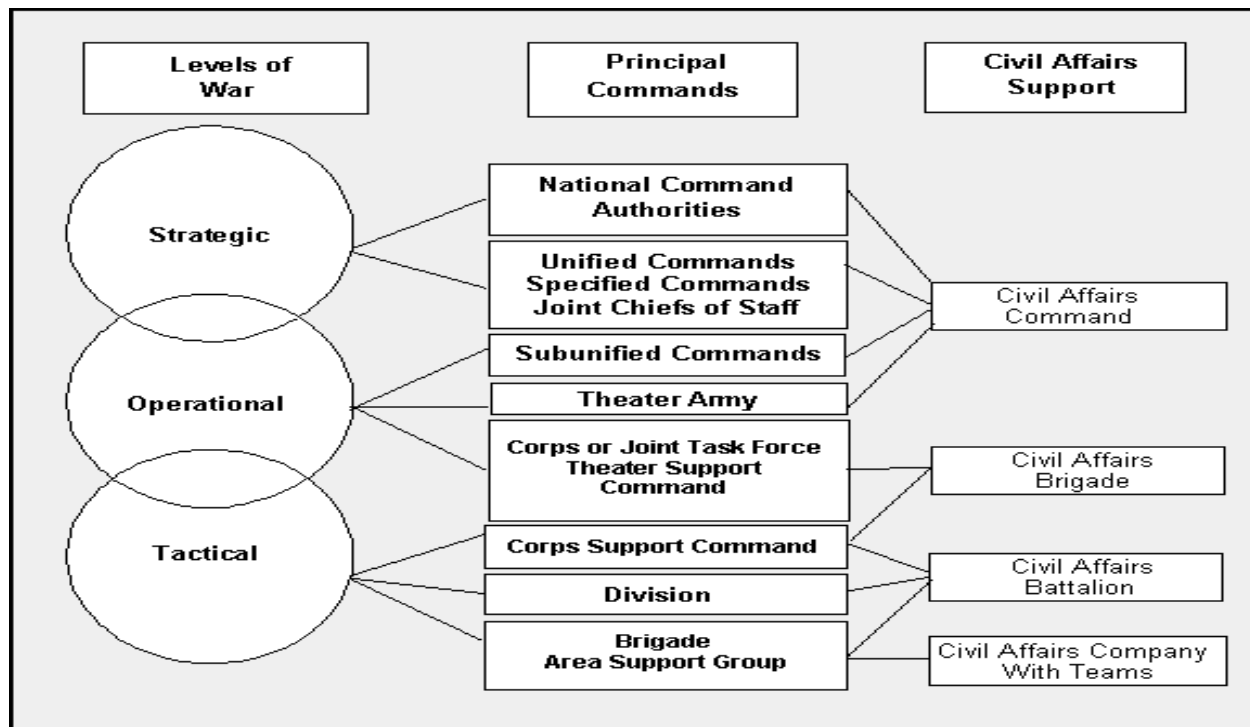 Levels of
War
Principal
Commands
Civil Affairs
Support
Strategic
Operational
Tactical
National Command
Authorities
Unified Commands
Specified Commands
Joint Chiefs of Staff
Subunified Commands
Theater Army
Corps or Joint Task Force
Theater Support
Command
Corps Support Command
Division
Brigade
Area Support Group
Civil Affairs
Command
Civil Affairs
Brigade
Civil Affairs
Battalion
Civil Affairs Company
With Teams